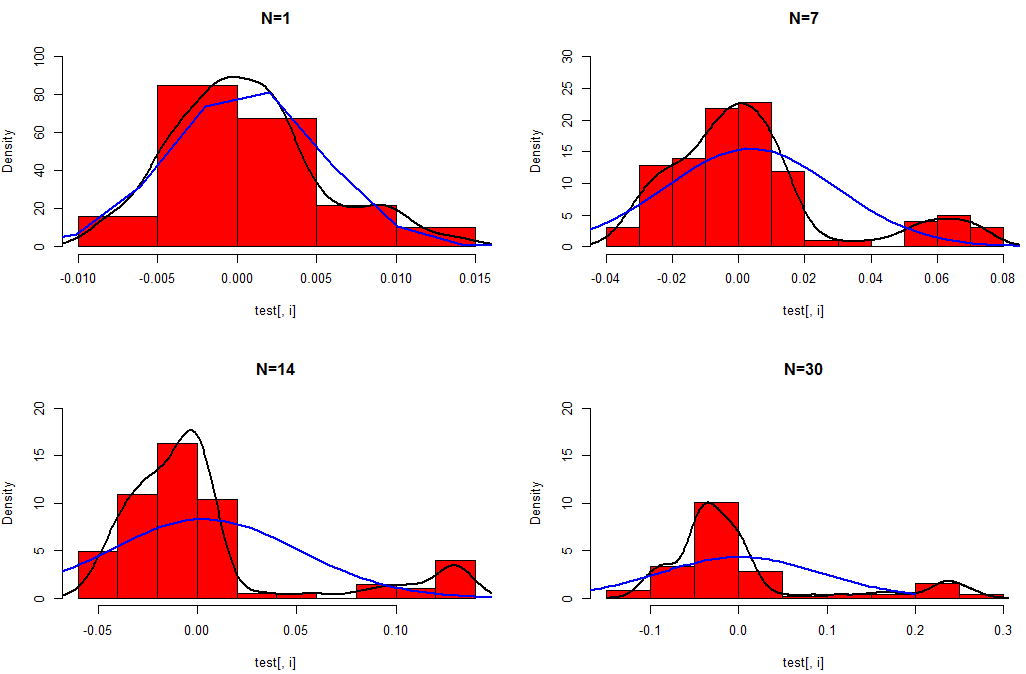 N=1
Density
100
80
60
40
20
0
-0.010 -0.005 0.000 0.005 0.010 0.015
test[, i]
N=7
Density
30
25
20
15
10
5
0
-0.04 -0.02 0.00 0.02 0.04 0.06 0.08
test[, i]
N=14
Density
20
15
10
5
0
-0.05 0.00 0.05 0.10
test[, i]
N=30
Density
20
15
10
5
0
-0.1 0.0 0.1 0.2 0.3
test[, i]